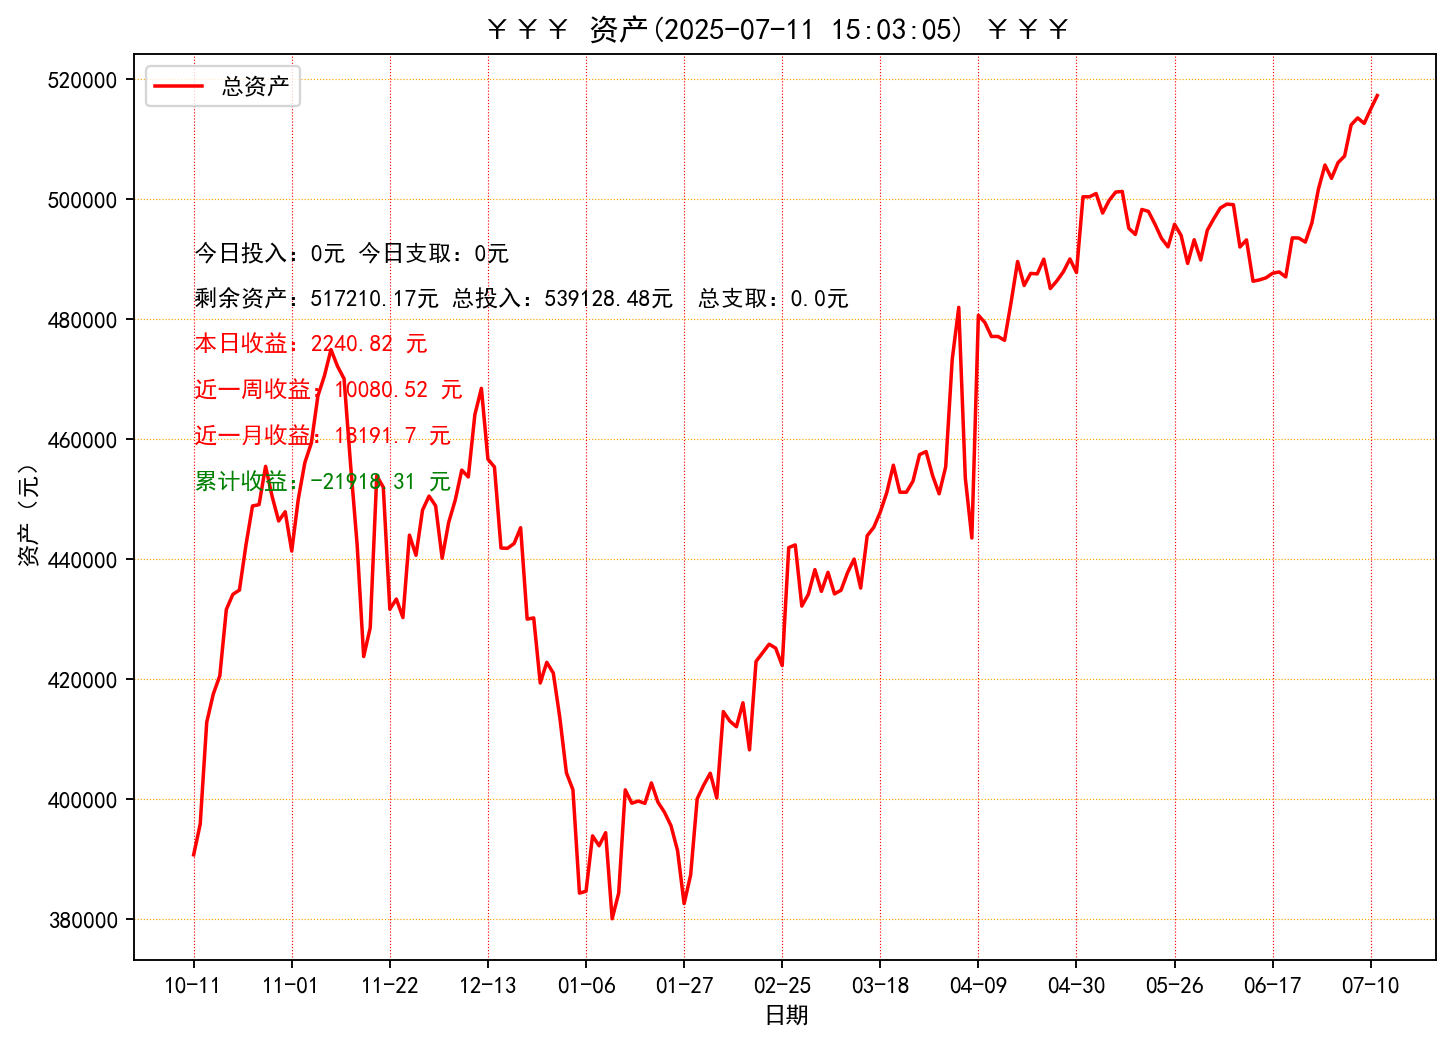 ￥￥￥ 资产(2025-07-11 15:03:05) ￥￥￥
总资产
资产（元）
520000
500000
480000
460000
440000
420000
400000
380000
今日投入：0元 今日支取：0元
剩余资产：517210.17元 总投入：539128.48元 总支取：0.0元
本日收益：2240.82 元
近一周收益：10080.52 元
近一月收益：18191.7 元
累计收益：-21918.31 元
10-11 11-01 11-22 12-13 01-06 01-27 02-25 03-18 04-09 04-30 05-26 06-17 07-10
日期